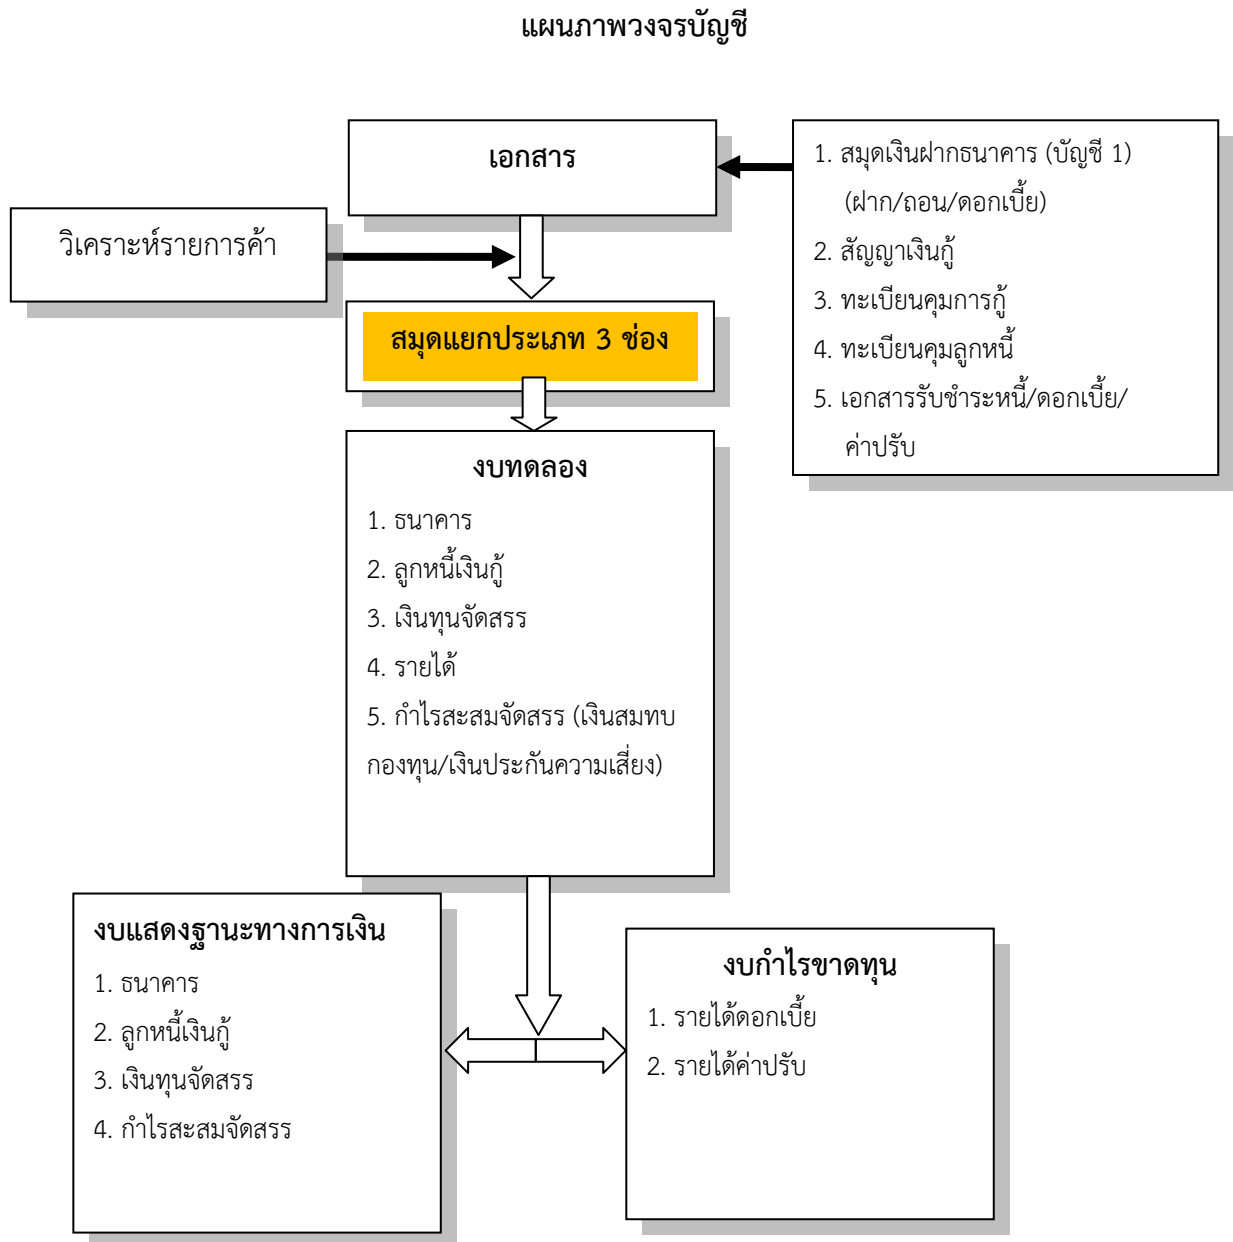 แผนภาพวงจรบัญชี
เอกสาร
1. สมุดเงินฝากธนาคาร (บัญชี 1)
(ฝาก/ถอน/ดอกเบี้ย)
2. สัญญาเงินกู้
3. ทะเบียนคุมการกู้
4. ทะเบียนคุมลูกหนี้
5. เอกสารรับชำระหนี้/ดอกเบี้ย/
ค่าปรับ
วิเคราะห์รายการค้า
สมุดแยกประเภท 3 ช่อง
งบทดลอง
1. ธนาคาร
2. ลูกหนี้เงินกู้
3. เงินทุนจัดสรร
4. รายได้
5. กำไรสะสมจัดสรร (เงินสมทบ
กองทุน/เงินประกันความเสี่ยง)
งบแสดงฐานะทางการเงิน
1. ธนาคาร
2. ลูกหนี้เงินกู้
3. เงินทุนจัดสรร
4. กำไรสะสมจัดสรร
งบกำไรขาดทุน
1. รายได้ดอกเบี้ย
2. รายได้ค่าปรับ